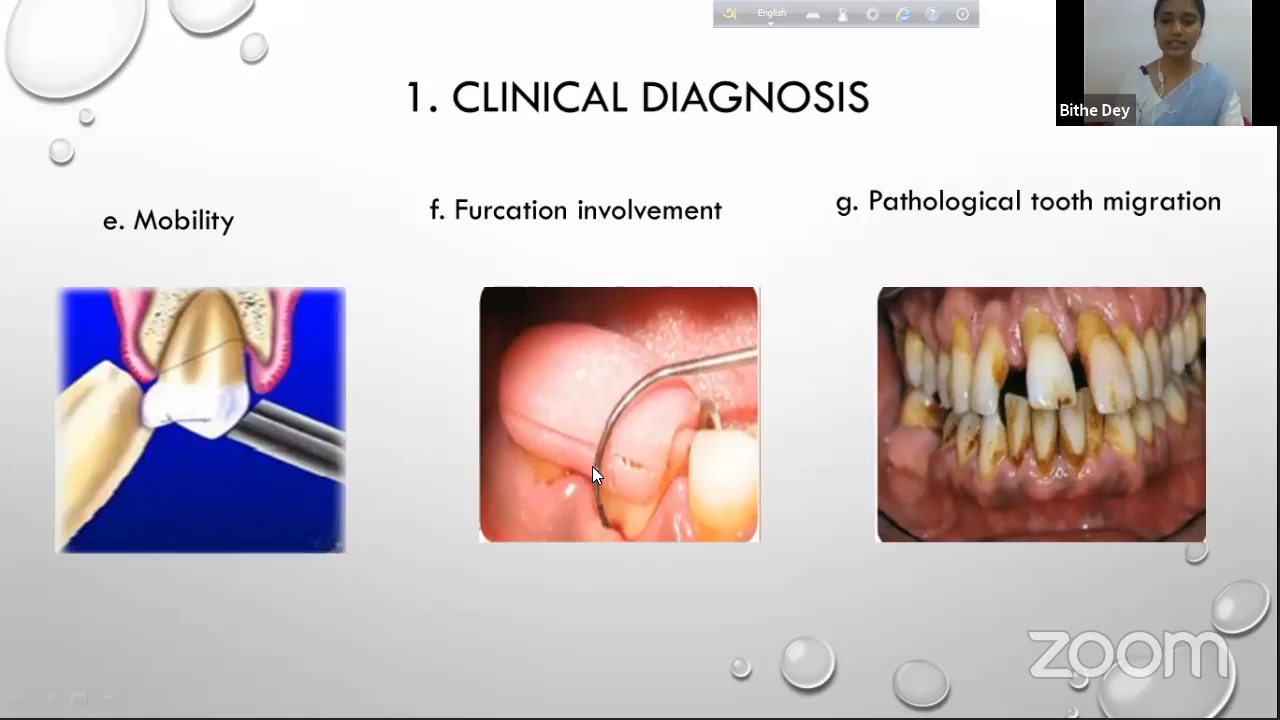 English
1. CLINICAL DIAGNOSIS
Bithe Dey
e. Mobility
f. Furcation involvement
g. Pathological tooth migration
zoom